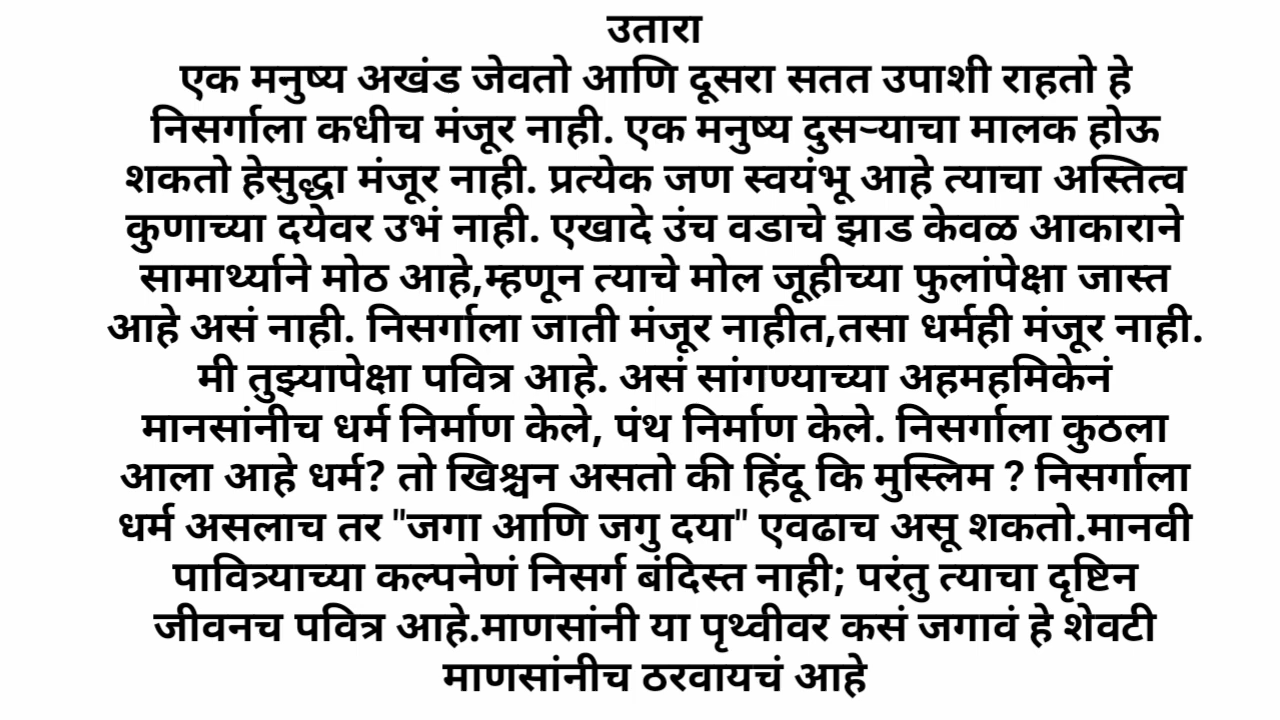 उतारा
एक मनुष्य अखंड जेवतो आणि दूसरा सतत उपाशी राहतो हे
निसर्गाला कधीच मंजूर नाही. एक मनुष्य दुसऱ्याचा मालक होऊ
शकतो हेसुद्धा मंजूर नाही. प्रत्येक जण स्वयंभू आहे त्याचा अस्तित्व
कुणाच्या दयेवर उभं नाही. एखादे उंच वडाचे झाड केवळ आकाराने
सामार्थ्याने मोठ आहे,म्हणून त्याचे मोल जूहीच्या फुलांपेक्षा जास्त
आहे असं नाही. निसर्गाला जाती मंजूर नाहीत,तसा धर्मही मंजूर नाही.
मी तुझ्यापेक्षा पवित्र आहे. असं सांगण्याच्या अहमहमिकेनं
मानसांनीच धर्म निर्माण केले, पंथ निर्माण केले. निसर्गाला कुठला
आला आहे धर्म? तो खिश्चन असतो की हिंदू कि मुस्लिम ? निसर्गाला
धर्म असलाच तर "जगा आणि जगु दया" एवढाच असू शकतो.मानवी
पावित्र्याच्या कल्पनेणं निसर्ग बंदिस्त नाही; परंतु त्याचा दृष्टिन
जीवनच पवित्र आहे.माणसांनी या पृथ्वीवर कसं जगावं हे शेवटी
माणसांनीच ठरवायचं आहे